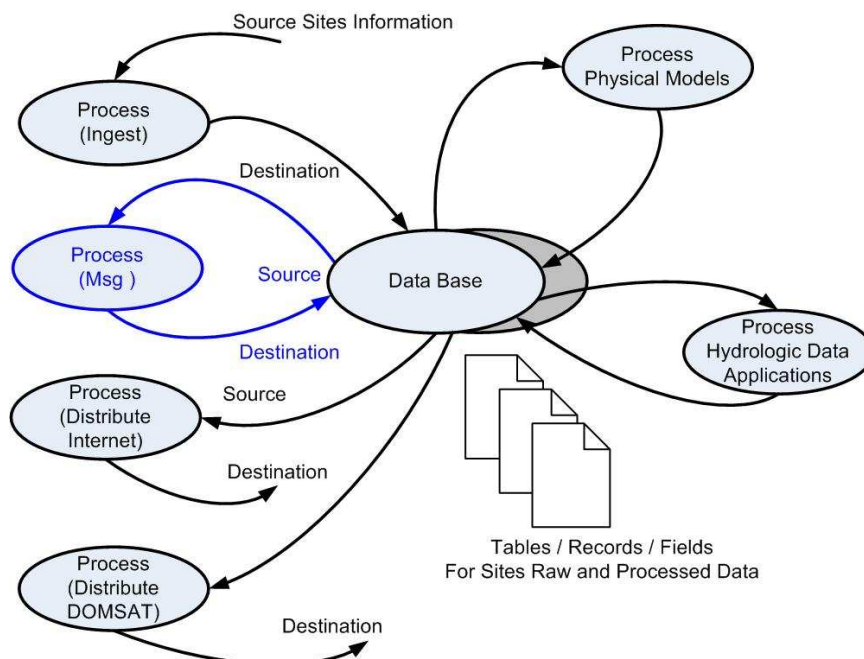 Source Sites Information
Process
Physical Models
Process
(Ingest)
Destination
Process
(Msg )
Source
Data Base
Destination
Process
Hydrologic Data
Applications
Process
(Distribute
Internet)
Source
Destination
Tables / Records / Fields
For Sites Raw and Processed Data
Process
(Distribute
DOMSAT)
Destination